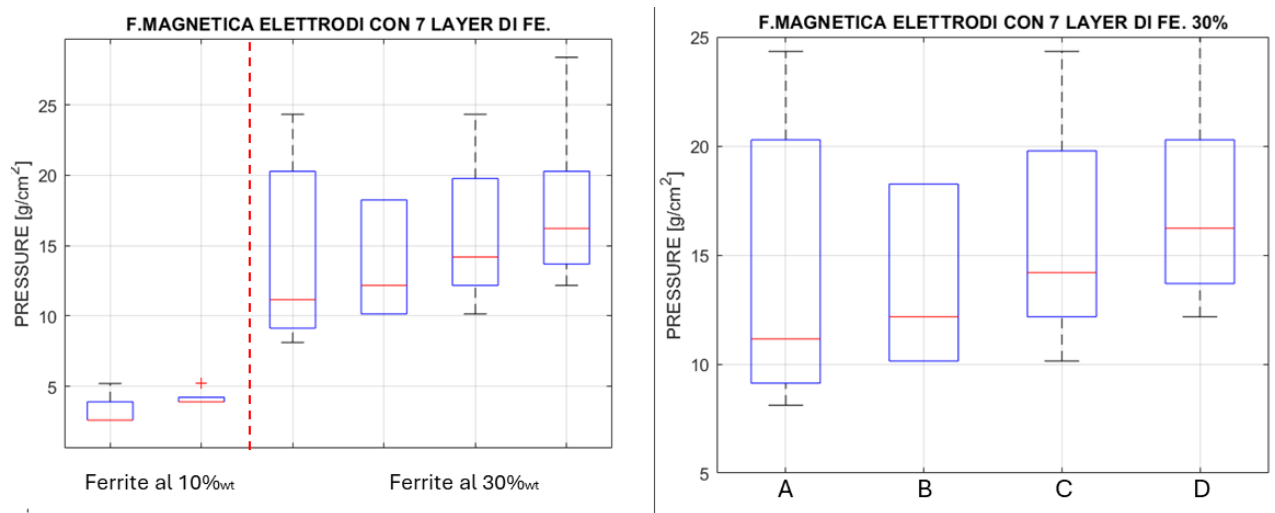 F.MAGNETICA ELETTRODI CON 7 LAYER DI FE.
PRESSURE [g/cm²]
25
20
15
10
5
Ferrite al 10%wt
Ferrite al 30%wt
F.MAGNETICA ELETTRODI CON 7 LAYER DI FE. 30%
PRESSURE [g/cm²]
25
20
15
10
5
A B C D